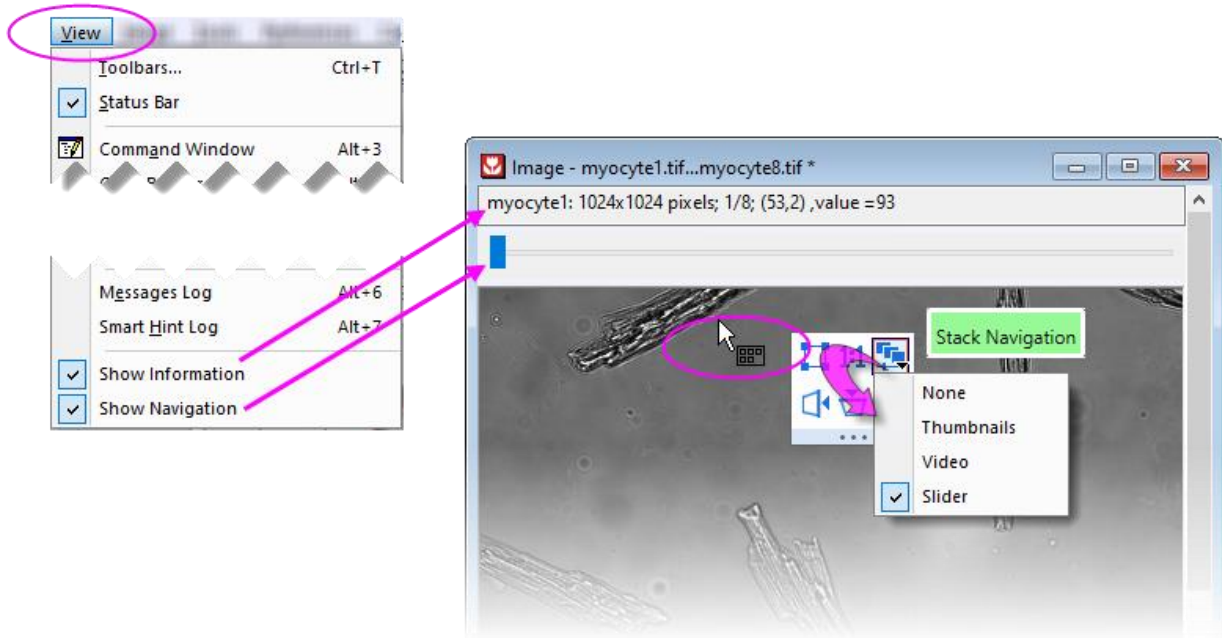 View
Toolbars... Ctrl+T
Status Bar
Command Window Alt+3
Messages Log Alt+6
Smart Hint Log Alt+7
Show Information
Show Navigation
Image - myocyte1.tif...myocyte8.tif *
myocyte1: 1024x1024 pixels; 1/8; (53,2) ,value =93
Stack Navigation
1:1
None
Thumbnails
Video
Slider